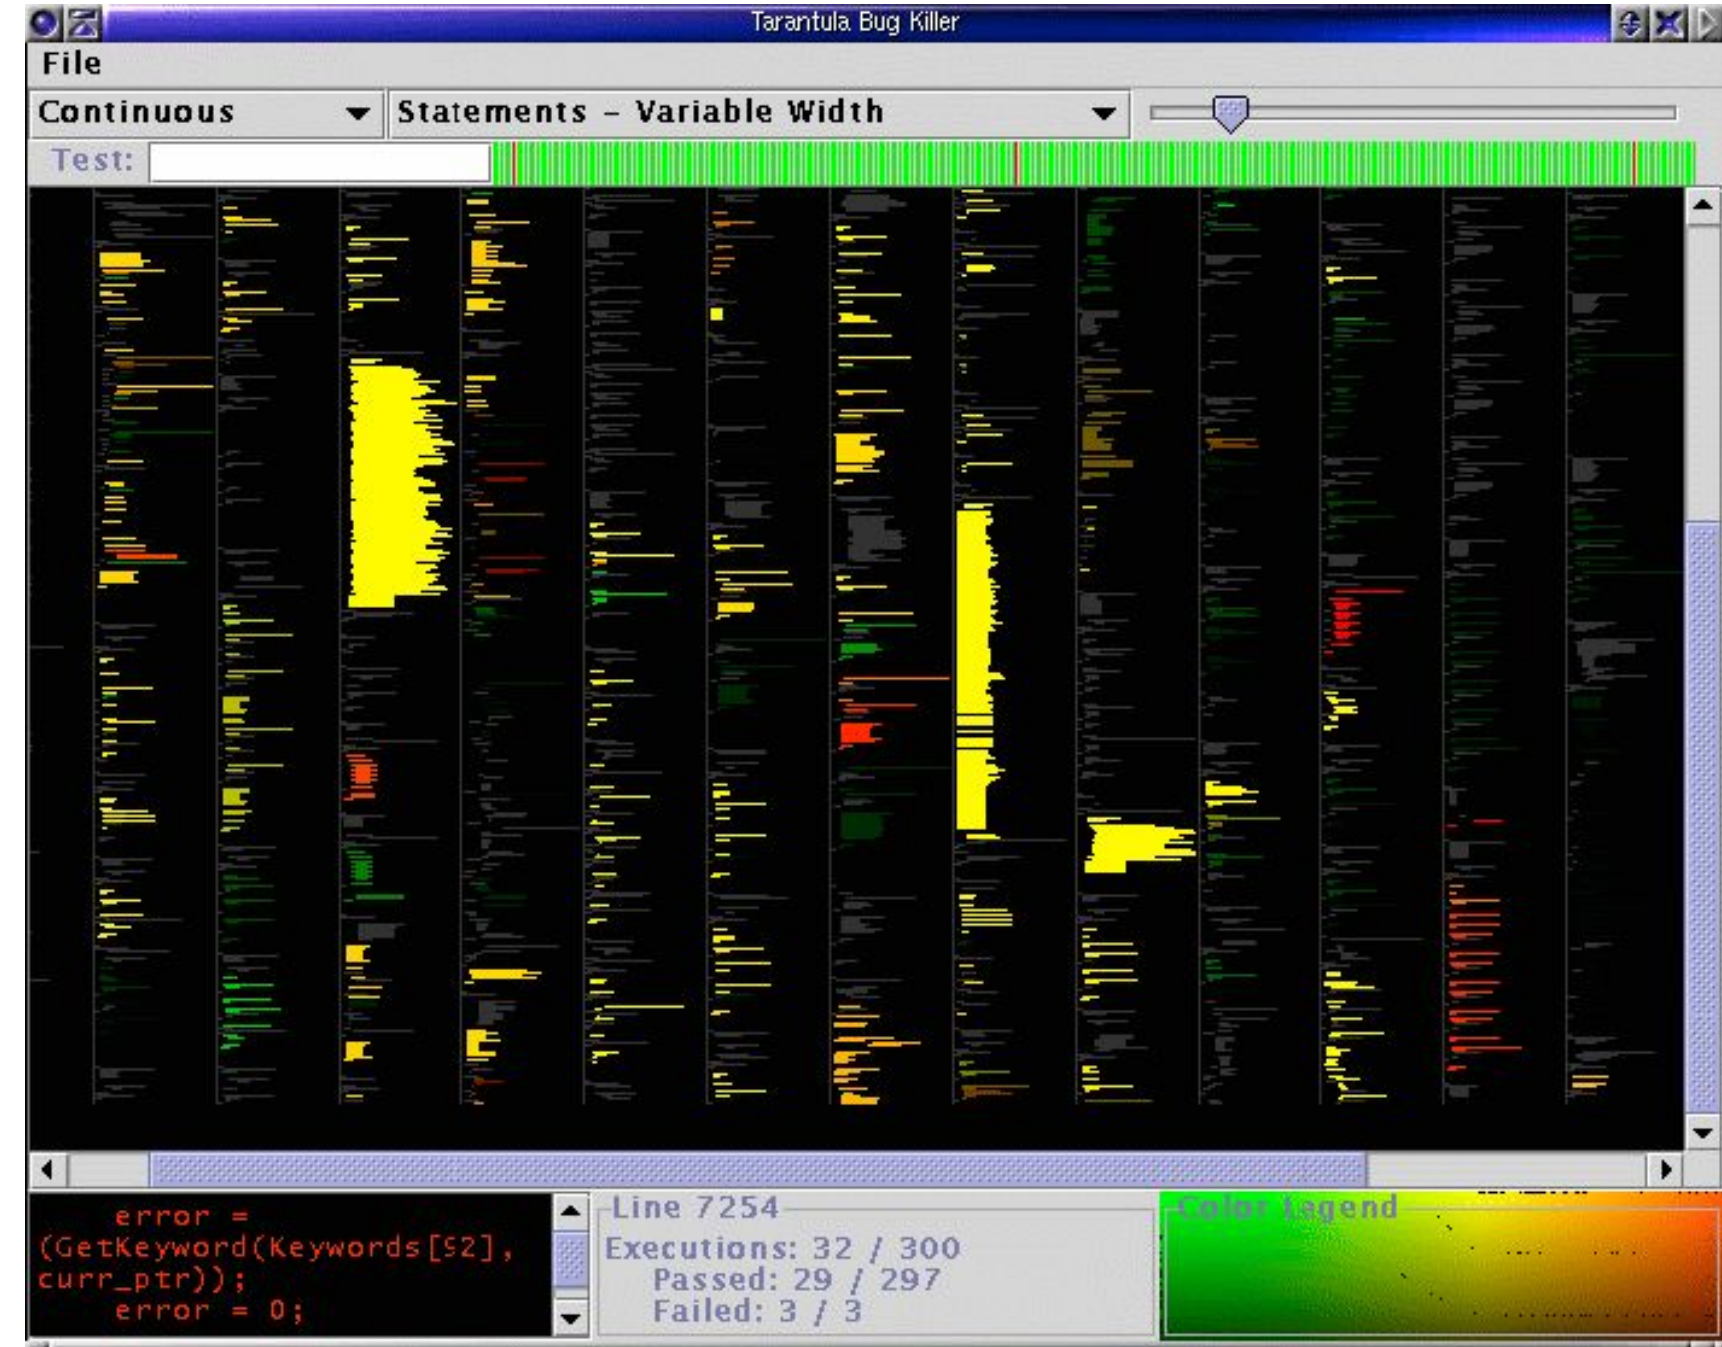 Tarantula Bug Killer
File
Continuous
Statements - Variable Width
Test:
error =
(GetKeyword(Keywords[52],
curr_ptr));
error = 0;
Line 7254
Executions: 32 / 300
Passed: 29 / 297
Failed: 3 / 3
Color Legend